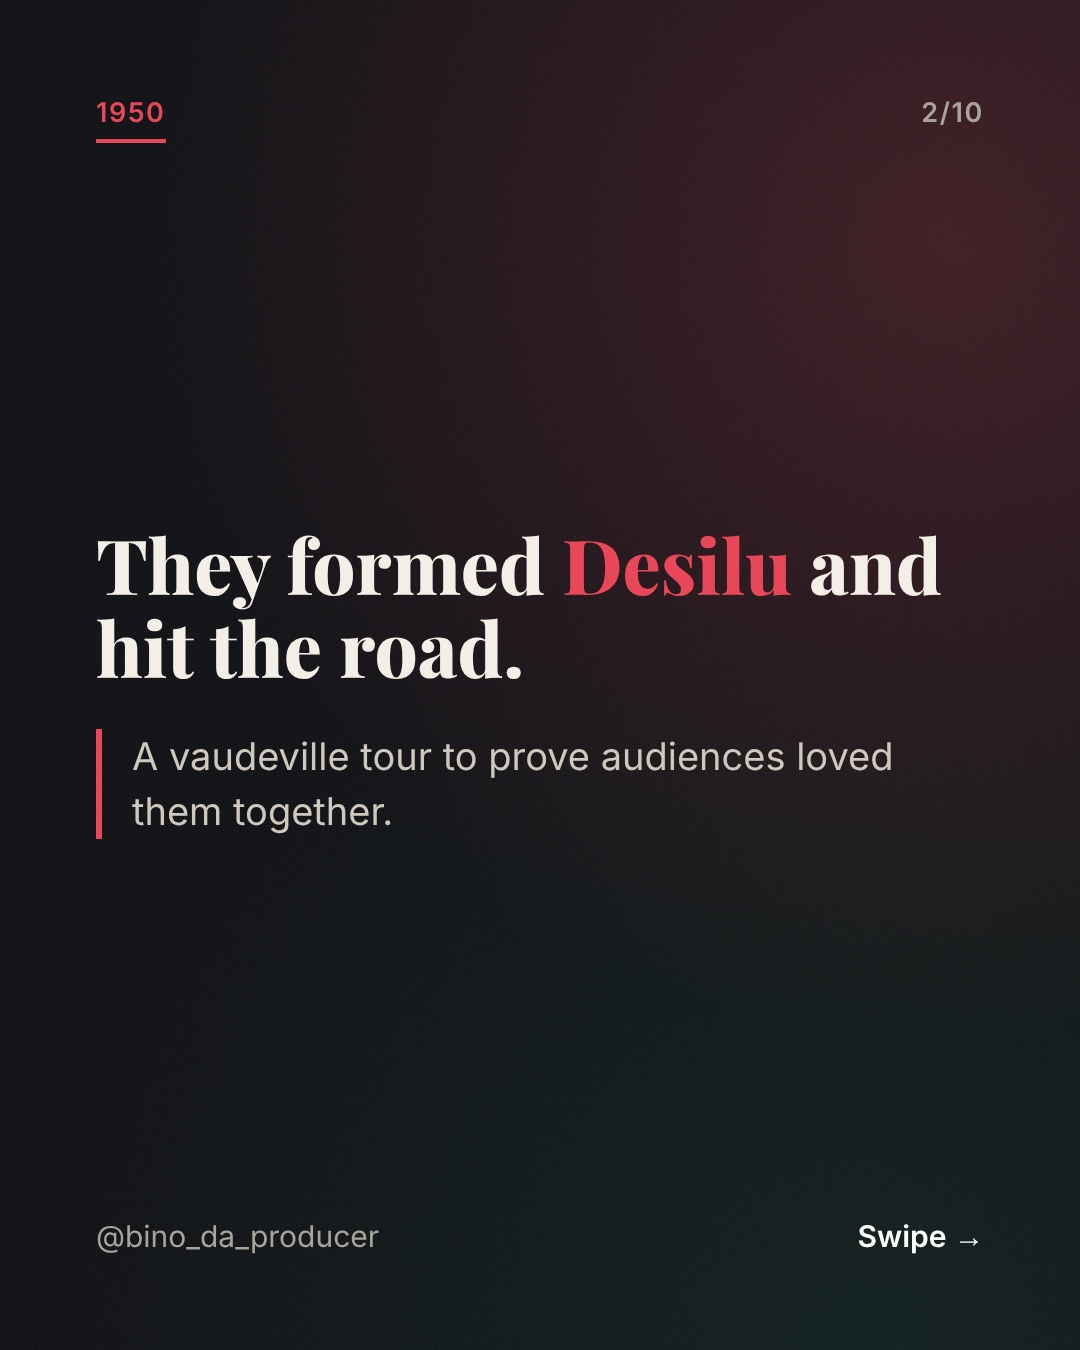 1950
2/10
They formed Desilu and
hit the road.
A vaudeville tour to prove audiences loved
them together.
@bino_da_producer
Swipe →